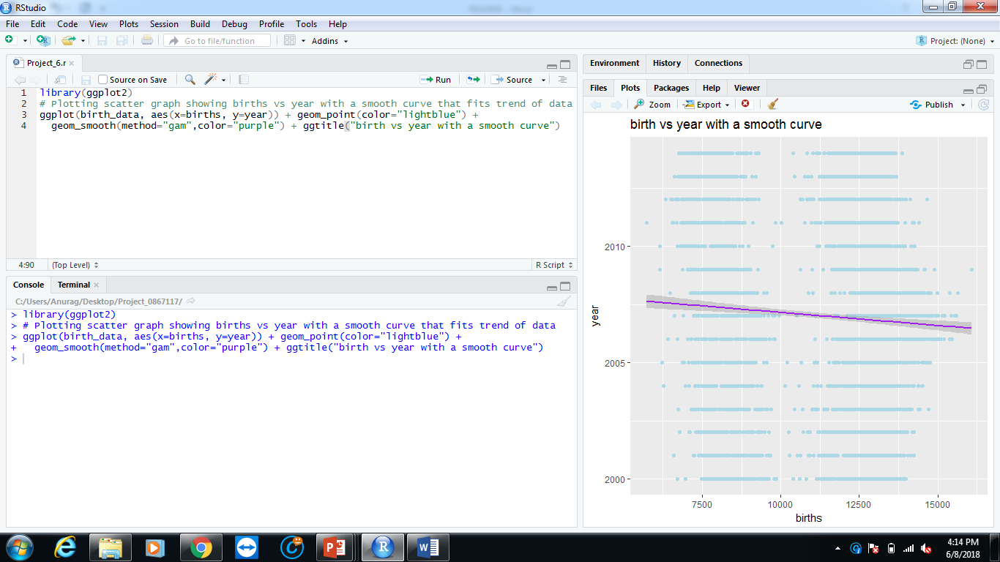 RStudio
File Edit Code View Plots Session Build Debug Profile Tools Help
Go to file/function
Addins
Project: (None)
Project_6.r
Source on Save
Run
Source
1 library(ggplot2)
2 # Plotting scatter graph showing births vs year with a smooth curve that fits trend of data
3 ggplot(birth_data, aes(x=births, y=year)) + geom_point(color="lightblue") +
4 geom_smooth(method="gam",color="purple") + ggtitle("birth vs year with a smooth curve")
4:90 (Top Level) R Script
Console Terminal
C:/Users/Anurag/Desktop/Project_0867117/
> library(ggplot2)
> # Plotting scatter graph showing births vs year with a smooth curve that fits trend of data
> ggplot(birth_data, aes(x=births, y=year)) + geom_point(color="lightblue") +
+ geom_smooth(method="gam",color="purple") + ggtitle("birth vs year with a smooth curve")
>
Environment History Connections
Files Plots Packages Help Viewer
Zoom Export Publish
birth vs year with a smooth curve
year
2010
2005
2000
7500 10000 12500 15000
births
4:14 PM
6/8/2018